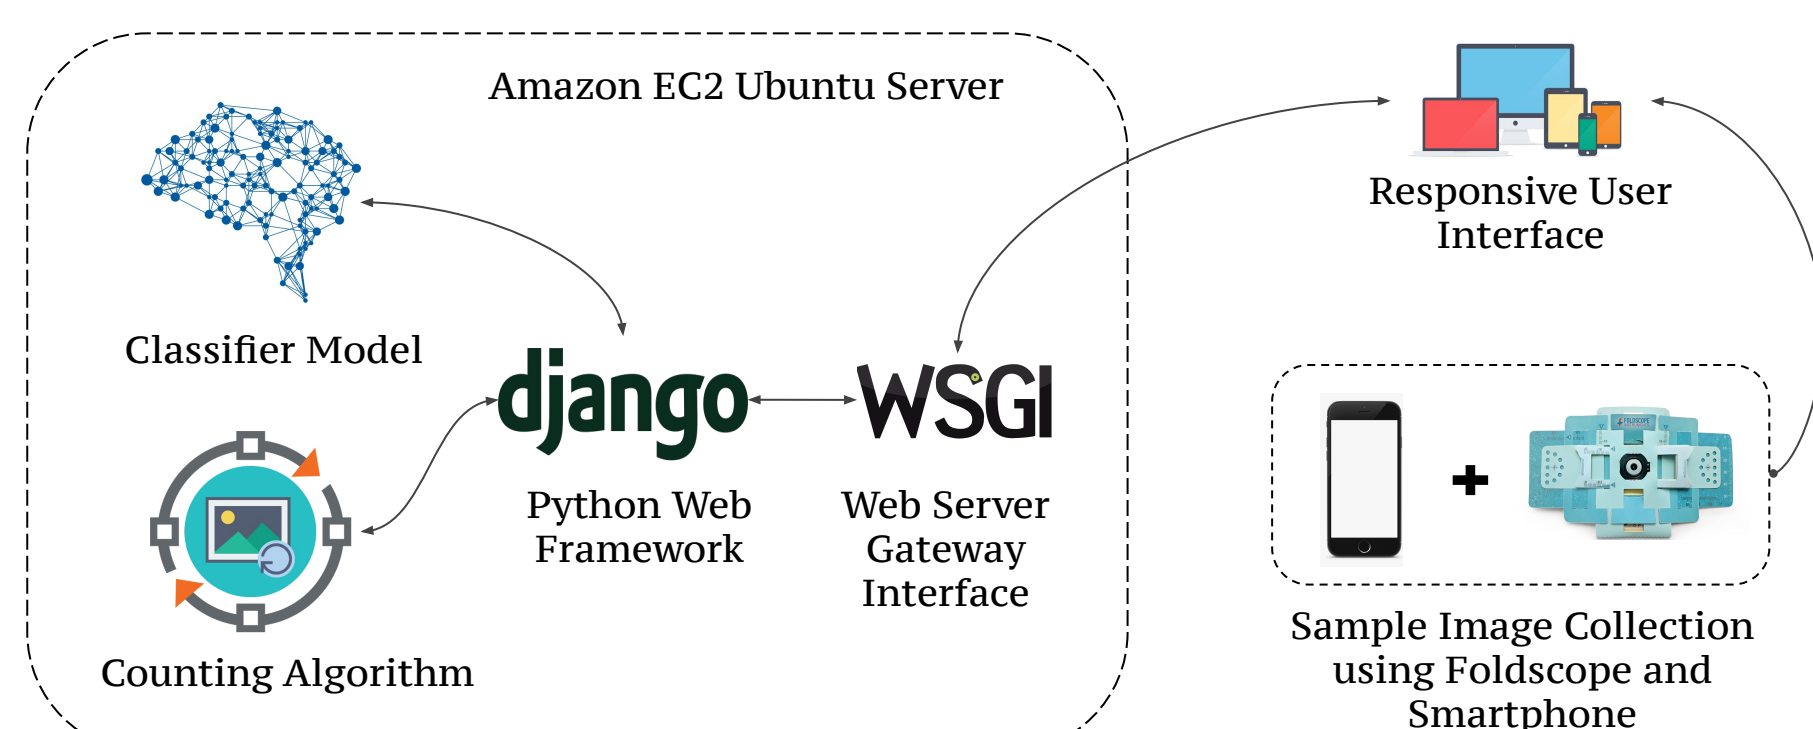 Amazon EC2 Ubuntu Server
Classifier Model
django
WSGI
Python Web
Framework
Web Server
Gateway
Interface
Counting Algorithm
Responsive User
Interface
FOLDSCOPE
Sample Image Collection
using Foldscope and
Smartphone